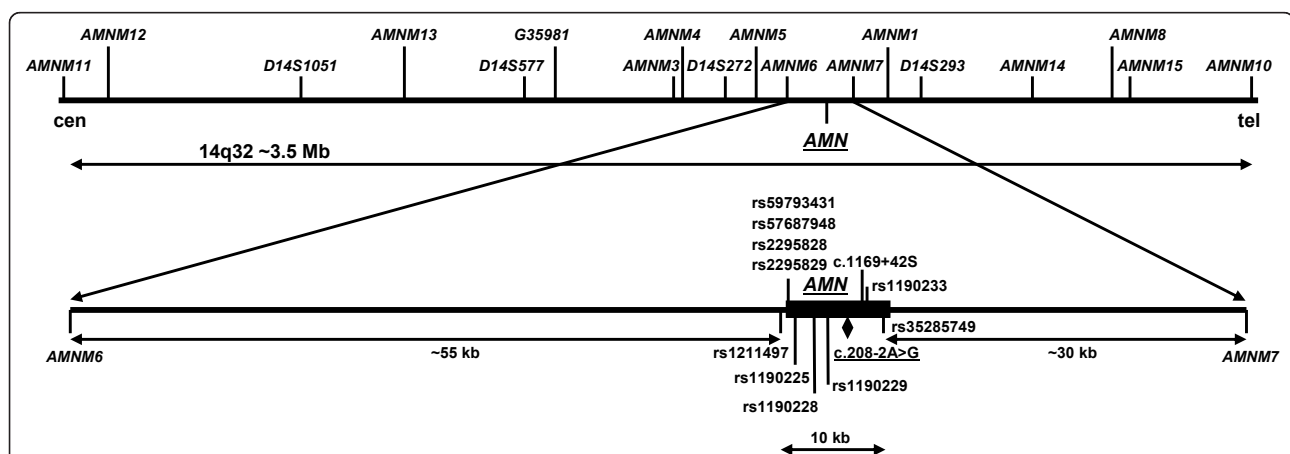 AMNM12 AMNM13 G35981 AMNM4 AMNM5 AMNM1 AMNM8
AMNM11 D14S1051 D14S577 AMNM3 D14S272 AMNM6 AMNM7 D14S293 AMNM14 AMNM15 AMNM10
cen tel
AMN
14q32 ~3.5 Mb
rs59793431
rs57687948
rs2295828
rs2295829 c.1169+42S
AMN rs1190233
rs35285749
AMNM6 ~55 kb rs1211497 c.208-2A>G ~30 kb AMNM7
rs1190225 rs1190229
rs1190228
10 kb